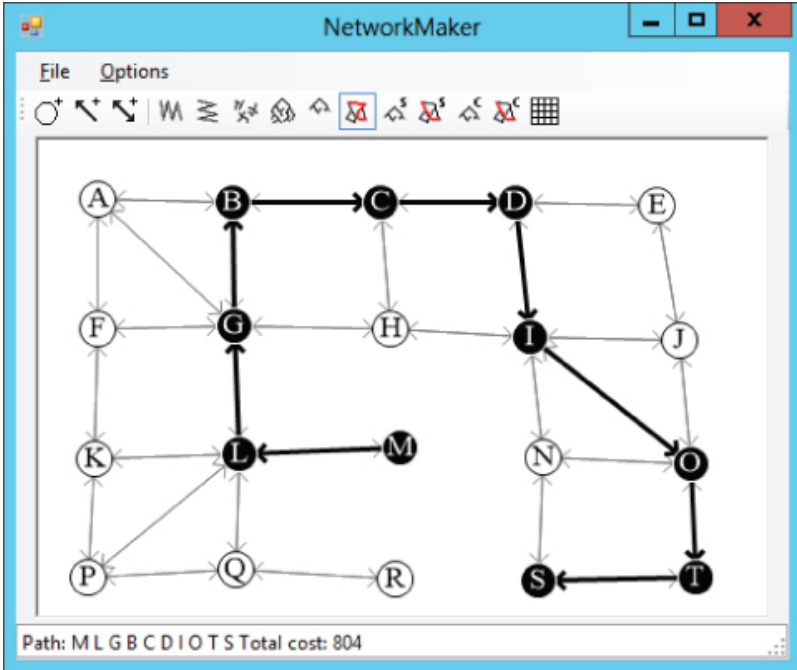 NetworkMaker
File Options
A B C D E
F G H I J
K L M N O
P Q R S T
Path: M L G B C D I O T S Total cost: 804